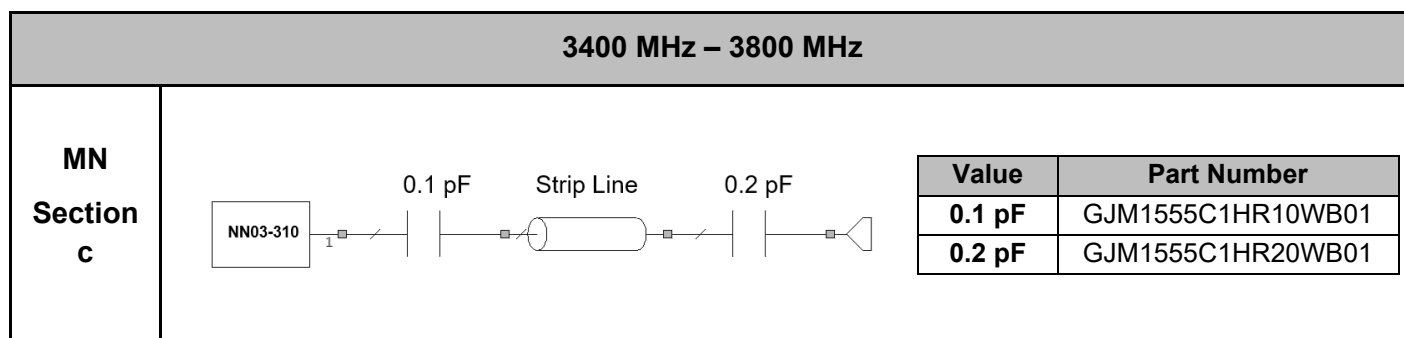 3400 MHz – 3800 MHz
MN
Section
c
0.1 pF
Strip Line
0.2 pF
NN03-310
1
Value Part Number
0.1 pF GJM1555C1HR10WB01
0.2 pF GJM1555C1HR20WB01